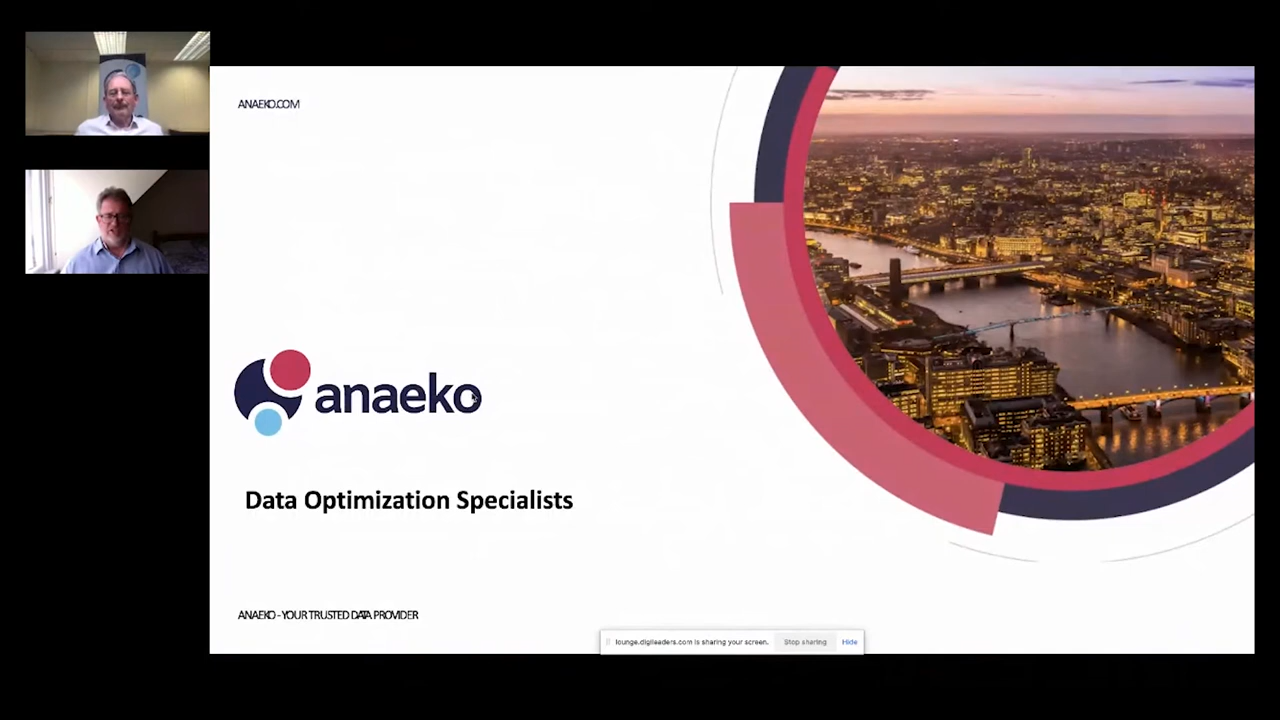 ANAEKO.COM
anaeko
Data Optimization Specialists
ANAEKO - YOUR TRUSTED DATA PROVIDER
lounge.digileaders.com is sharing your screen.
Stop sharing
Hide